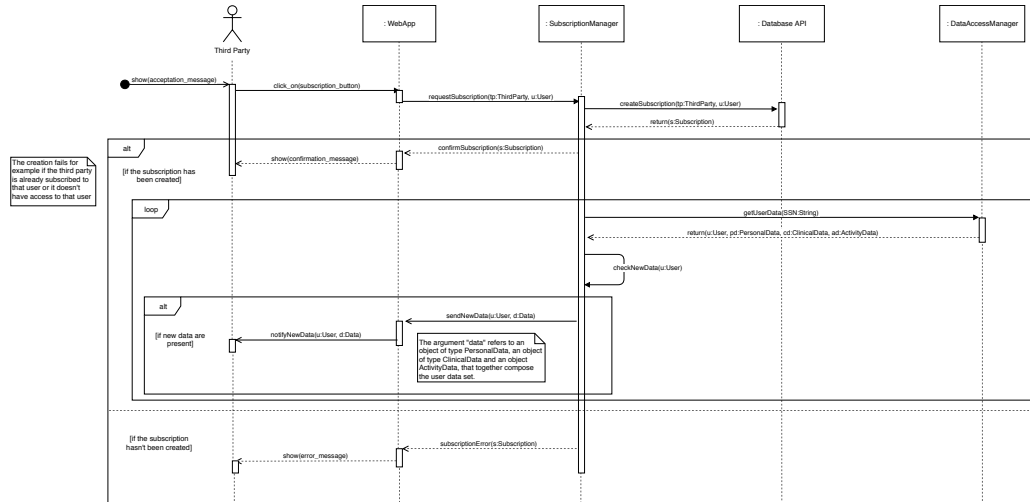 : WebApp
: SubscriptionManager
: Database API
: DataAccessManager
Third Party
show(acceptation_message)
click_on(subscription_button)
requestSubscription(tp:ThirdParty, u:User)
createSubscription(tp:ThirdParty, u:User)
return(s:Subscription)
alt
confirmSubscription(s:Subscription)
show(confirmation_message)
The creation fails for
example if the third party
is already subscribed to
that user or it doesn't
have access to that user
[if the subscription has
been created]
loop
getUserData(SSN:String)
return(u:User, pd:PersonalData, cd:ClinicalData, ad:ActivityData)
checkNewData(u:User)
alt
sendNewData(u:User, d:Data)
[if new data are
present]
notifyNewData(u:User, d:Data)
The argument "data" refers to an
object of type PersonalData, an object
of type ClinicalData and an object
ActivityData, that together compose
the user data set.
[if the subscription
hasn't been created]
subscriptionError(s:Subscription)
show(error_message)